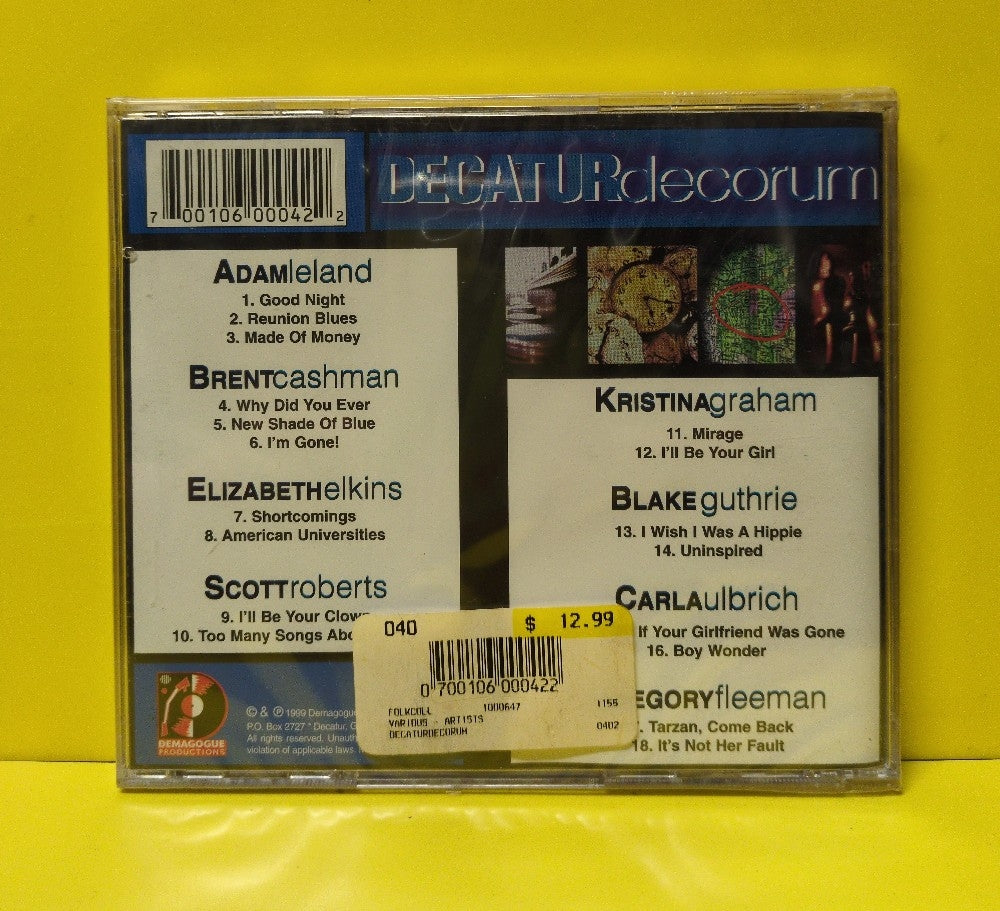 7 00106 00042 2
DECATURdecorum
ADAMleland
1. Good Night
2. Reunion Blues
3. Made Of Money
BRENTcashman
4. Why Did You Ever
5. New Shade Of Blue
6. I'm Gone!
ELIZABETHelkins
7. Shortcomings
8. American Universities
SCOTTroberts
9. I'll Be Your Clown
10. Too Many Songs
KRISTINAgraham
11. Mirage
12. I'll Be Your Girl
BLAKEguthrie
13. I Wish I Was A Hippie
14. Uninspired
CARLAulbrich
If Your Girlfriend Was Gone
16. Boy Wonder
fleeman
Tarzan, Come Back
18. It's Not Her Fault
DEMAGOGUE
PRODUCTIONS
© & ℗ 1999 Demagogue
P.O. Box 2727 * Decatur,
All rights reserved.
violation of applicable laws.
040
$ 12.99
0 700106 000422
FOLKCOLL 1000647 1155
VARIOUS - ARTISTS
DECATURDECORUM 0402